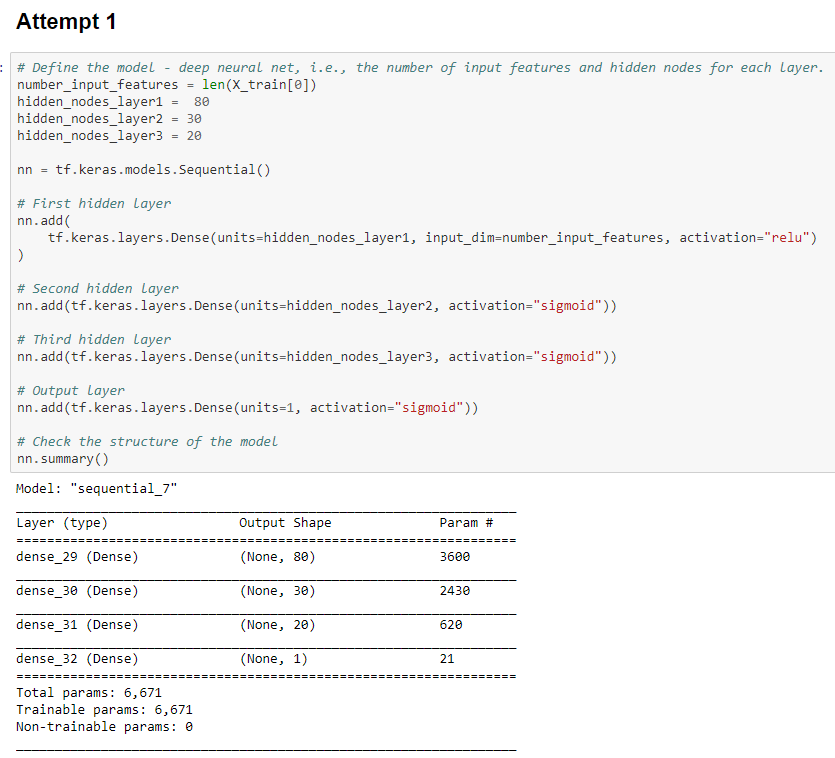 Attempt 1
: # Define the model - deep neural net, i.e., the number of input features and hidden nodes for each layer.
number_input_features = len(X_train[0])
hidden_nodes_layer1 =  80
hidden_nodes_layer2 = 30
hidden_nodes_layer3 = 20

nn = tf.keras.models.Sequential()

# First hidden layer
nn.add(
    tf.keras.layers.Dense(units=hidden_nodes_layer1, input_dim=number_input_features, activation="relu")
)

# Second hidden layer
nn.add(tf.keras.layers.Dense(units=hidden_nodes_layer2, activation="sigmoid"))

# Third hidden layer
nn.add(tf.keras.layers.Dense(units=hidden_nodes_layer3, activation="sigmoid"))

# Output layer
nn.add(tf.keras.layers.Dense(units=1, activation="sigmoid"))

# Check the structure of the model
nn.summary()
Model: "sequential_7"
_________________________________________________________________
Layer (type)                 Output Shape              Param #
=================================================================
dense_29 (Dense)             (None, 80)                3600
_________________________________________________________________
dense_30 (Dense)             (None, 30)                2430
_________________________________________________________________
dense_31 (Dense)             (None, 20)                620
_________________________________________________________________
dense_32 (Dense)             (None, 1)                 21
=================================================================
Total params: 6,671
Trainable params: 6,671
Non-trainable params: 0
_________________________________________________________________